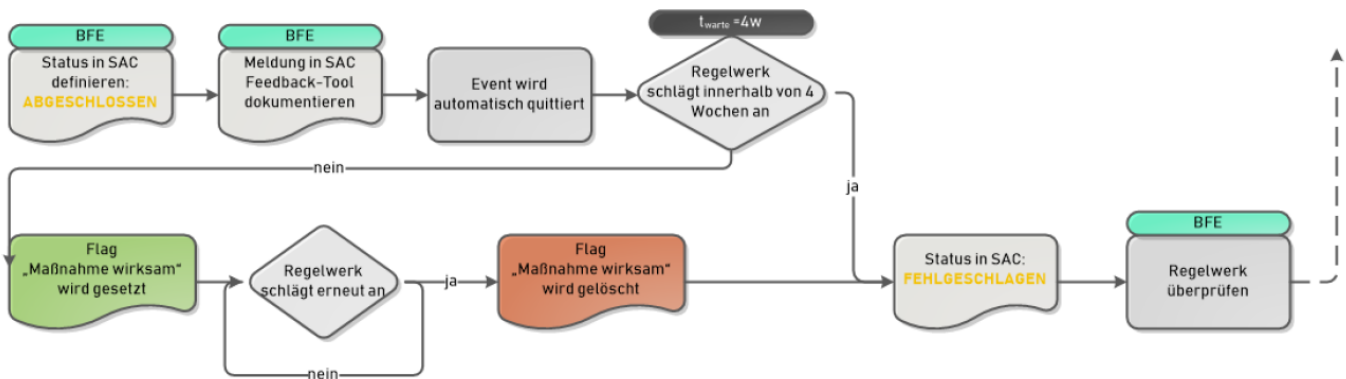 BFE
Status in SAC
definieren:
ABGESCHLOSSEN
BFE
Meldung in SAC
Feedback-Tool
dokumentieren
Event wird
automatisch quittiert
t_warte =4w
Regelwerk
schlägt innerhalb von 4
Wochen an
nein
ja
Flag
„Maßnahme wirksam“
wird gesetzt
Regelwerk
schlägt erneut an
nein
ja
Flag
„Maßnahme wirksam“
wird gelöscht
Status in SAC:
FEHLGESCHLAGEN
BFE
Regelwerk
überprüfen